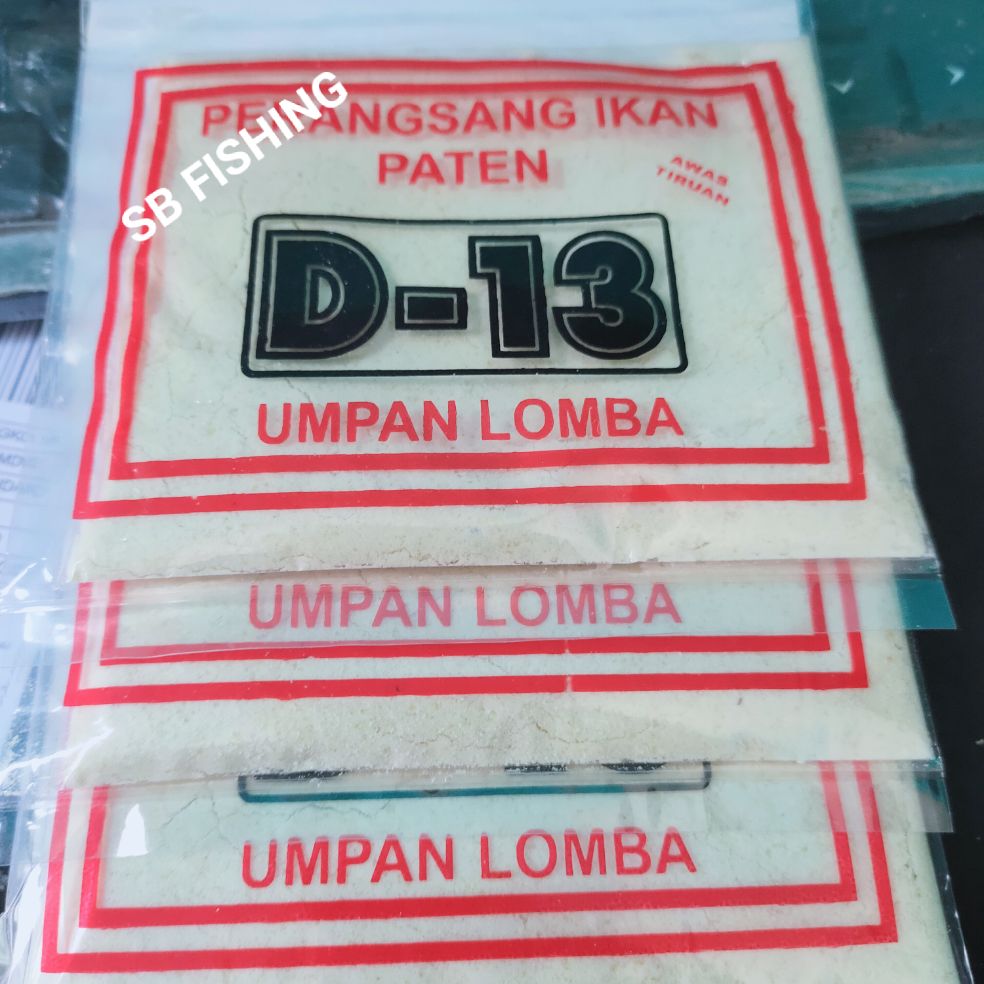 PERANGSANG IKAN
PATEN
SB FISHING
AWAS
TIRUAN
D-13
UMPAN LOMBA
UMPAN LOMBA
UMPAN LOMBA